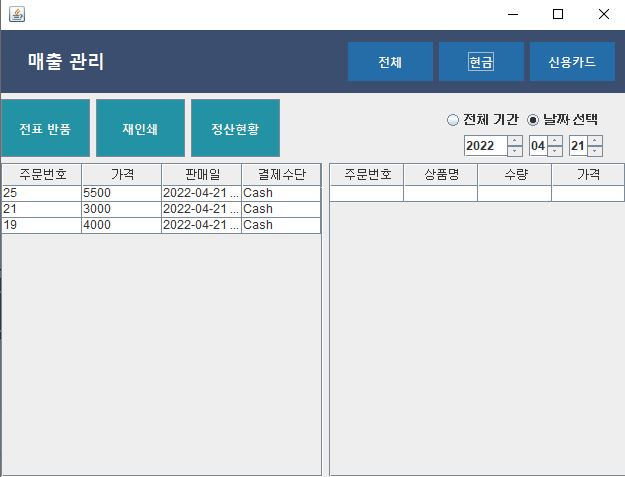 매출 관리 전체 현금 신용카드
전표 반품 재인쇄 정산현황 전체 기간 날짜 선택
2022 04 21
주문번호 가격 판매일 결제수단 주문번호 상품명 수량 가격
25 5500 2022-04-21 ... Cash
21 3000 2022-04-21 ... Cash
19 4000 2022-04-21 ... Cash